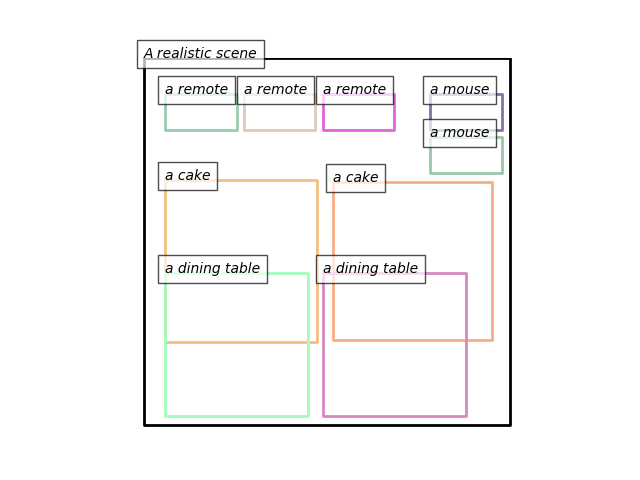 A realistic scene
a remote
a remote
a remote
a mouse
a mouse
a cake
a cake
a dining table
a dining table